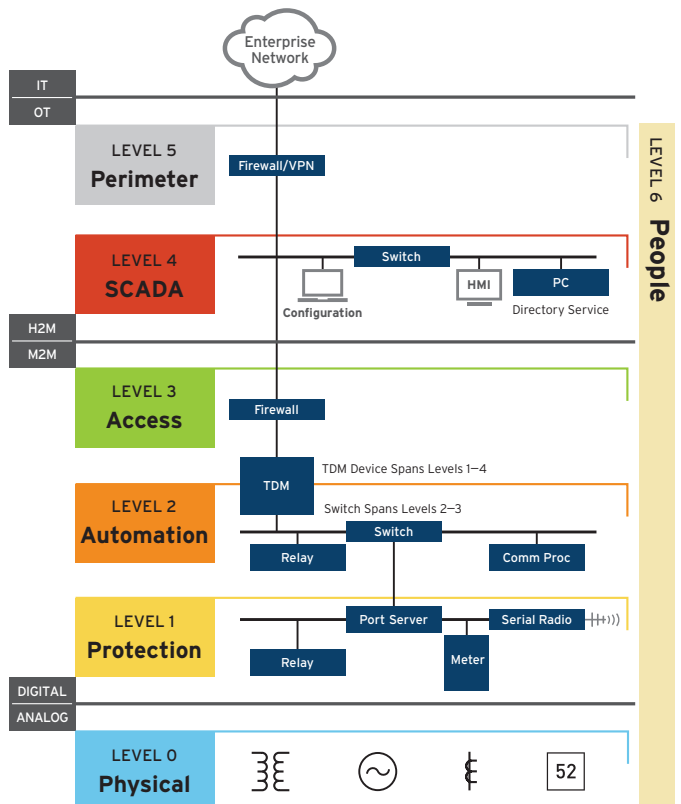 Enterprise
Network
IT
OT
LEVEL 5
Perimeter
Firewall/VPN
LEVEL 6 People
LEVEL 4
SCADA
Switch
Configuration
HMI
PC
Directory Service
H2M
M2M
LEVEL 3
Access
Firewall
TDM
TDM Device Spans Levels 1–4
LEVEL 2
Automation
Switch Spans Levels 2–3
Switch
Relay
Comm Proc
LEVEL 1
Protection
Port Server
Serial Radio
Relay
Meter
DIGITAL
ANALOG
LEVEL 0
Physical
52